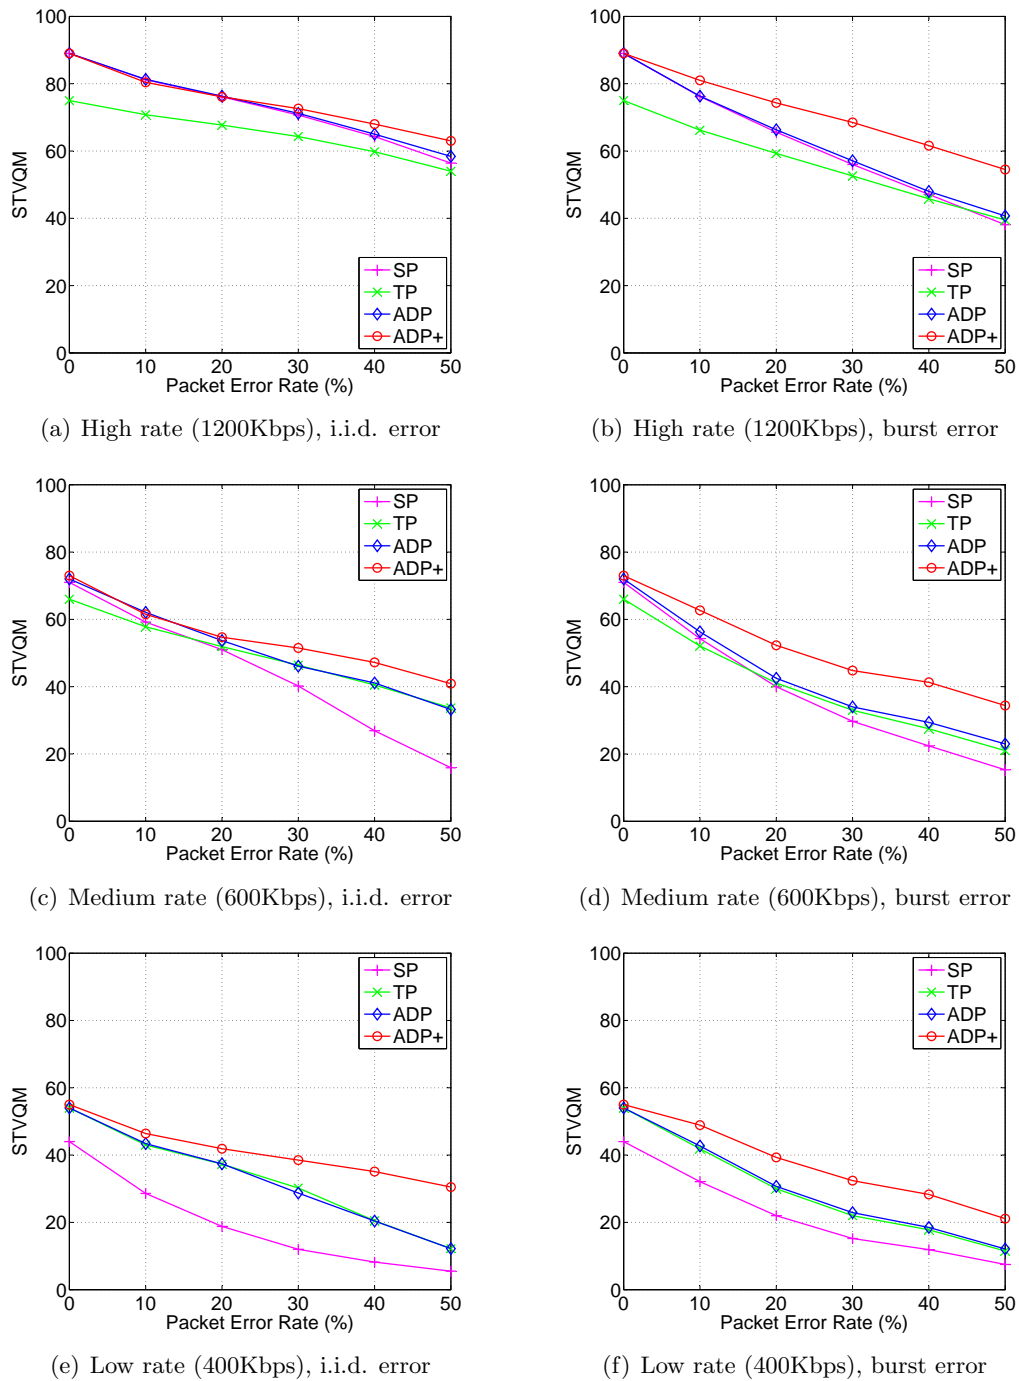 100
80
60
40
20
0
STVQM
SP
TP
ADP
ADP+
0 10 20 30 40 50
Packet Error Rate (%)
(a) High rate (1200Kbps), i.i.d. error
100
80
60
40
20
0
STVQM
SP
TP
ADP
ADP+
0 10 20 30 40 50
Packet Error Rate (%)
(b) High rate (1200Kbps), burst error
100
80
60
40
20
0
STVQM
SP
TP
ADP
ADP+
0 10 20 30 40 50
Packet Error Rate (%)
(c) Medium rate (600Kbps), i.i.d. error
100
80
60
40
20
0
STVQM
SP
TP
ADP
ADP+
0 10 20 30 40 50
Packet Error Rate (%)
(d) Medium rate (600Kbps), burst error
100
80
60
40
20
0
STVQM
SP
TP
ADP
ADP+
0 10 20 30 40 50
Packet Error Rate (%)
(e) Low rate (400Kbps), i.i.d. error
100
80
60
40
20
0
STVQM
SP
TP
ADP
ADP+
0 10 20 30 40 50
Packet Error Rate (%)
(f) Low rate (400Kbps), burst error